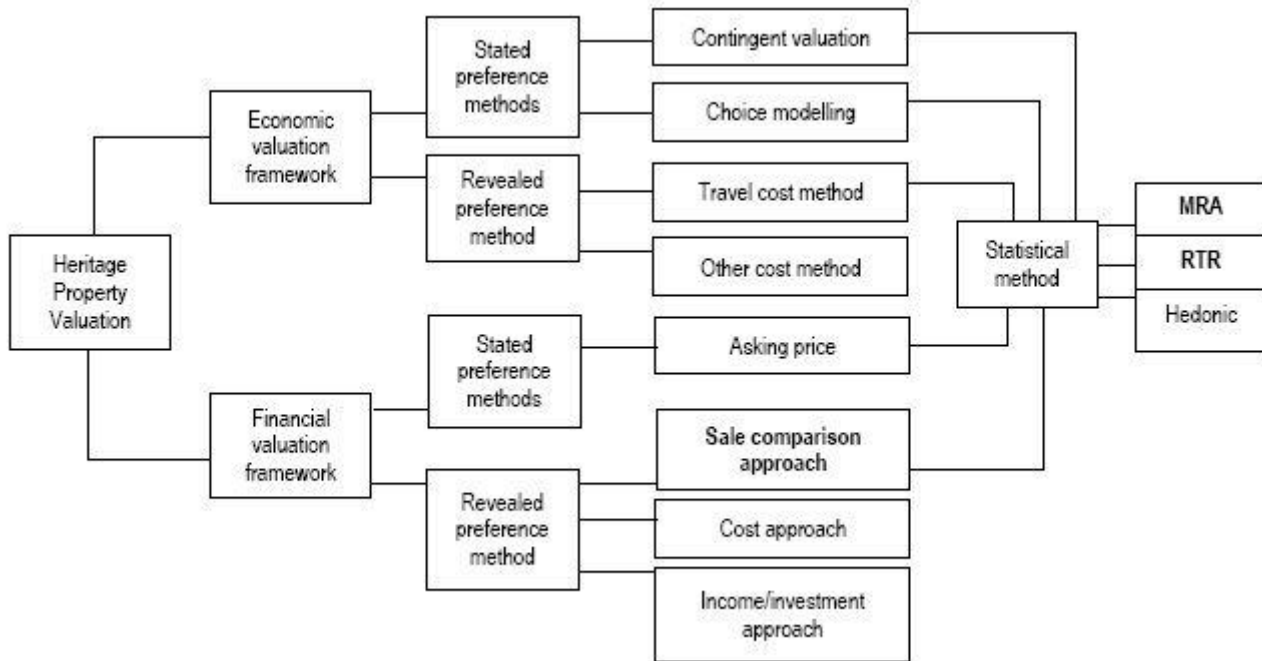 Heritage
Property
Valuation
Economic
valuation
framework
Financial
valuation
framework
Stated
preference
methods
Revealed
preference
method
Stated
preference
methods
Revealed
preference
method
Contingent valuation
Choice modelling
Travel cost method
Other cost method
Asking price
Sale comparison
approach
Cost approach
Income/investment
approach
Statistical
method
MRA
RTR
Hedonic